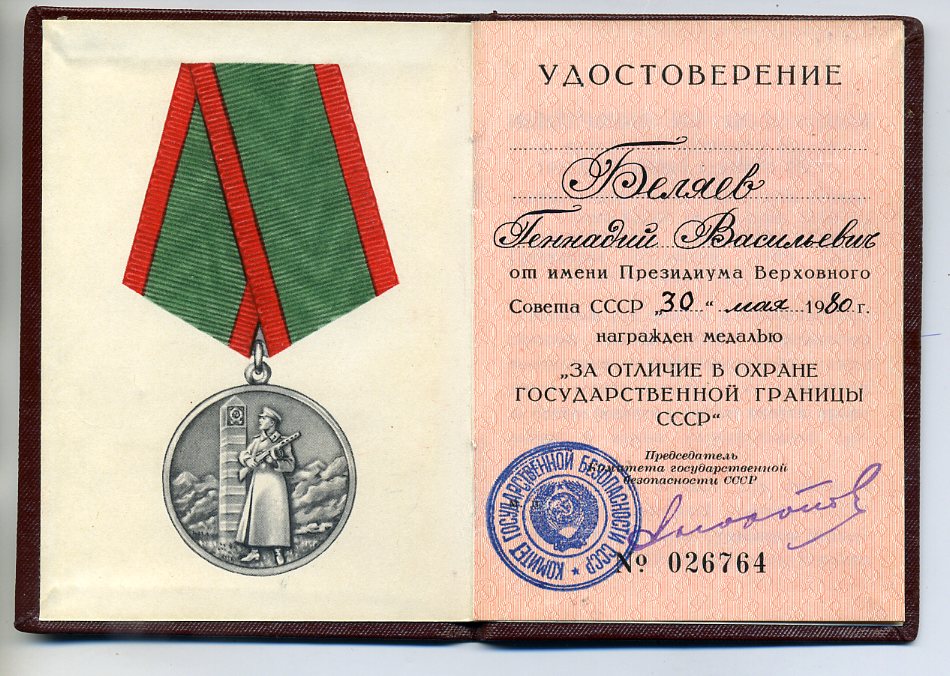 УДОСТОВЕРЕНИЕ
Беляев
Геннадий Васильевич
от имени Президиума Верховного
Совета СССР „30“ мая 1980 г.
награжден медалью
„ЗА ОТЛИЧИЕ В ОХРАНЕ
ГОСУДАРСТВЕННОЙ ГРАНИЦЫ
СССР“
Председатель
Комитета государственной
безопасности СССР
КОМИТЕТ ГОСУДАРСТВЕННОЙ БЕЗОПАСНОСТИ СССР
№ 026764